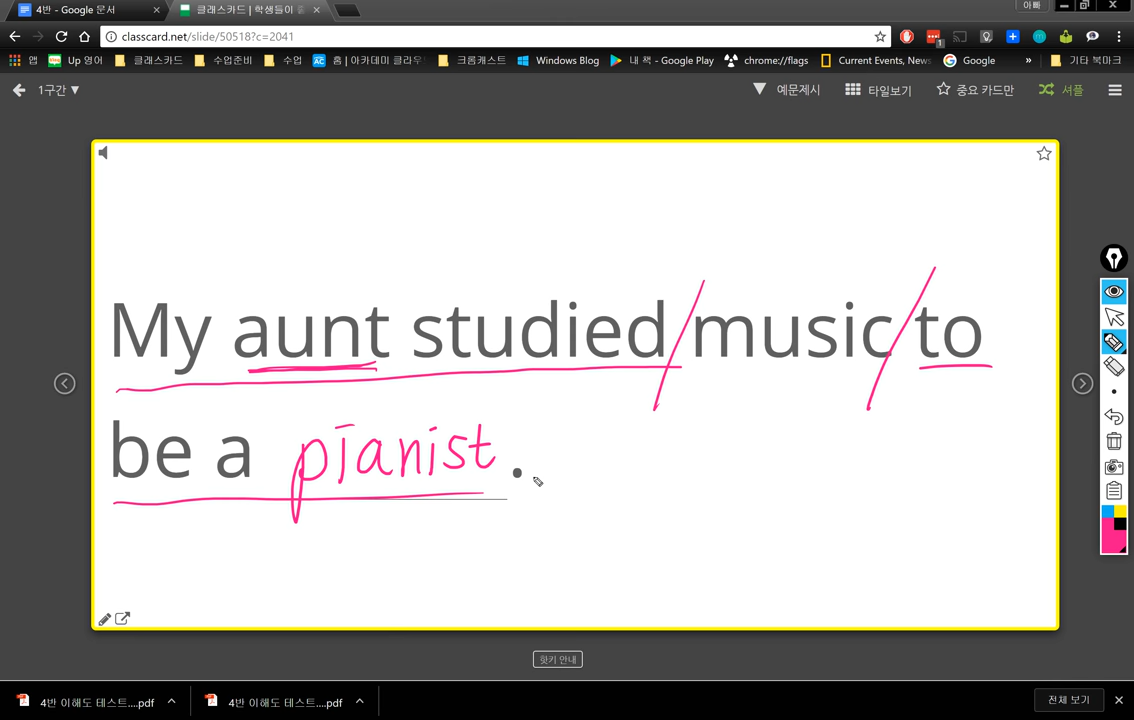 4반 - Google 문서
클래스카드 | 학생들이 클
아빠
classcard.net/slide/50518?c=2041
1
앱
Up 영어
클래스카드
수업준비
수업
홈 | 아카데미 클라우
크롬캐스트
Windows Blog
내 책 - Google Play
chrome://flags
Current Events, News
Google
»
기타 북마크
1구간 ▼
▼ 예문제시
타일보기
중요 카드만
셔플
My aunt studied/music/to
be a pianist.
핫키 안내
4반 이해도 테스트....pdf
4반 이해도 테스트....pdf
전체 보기